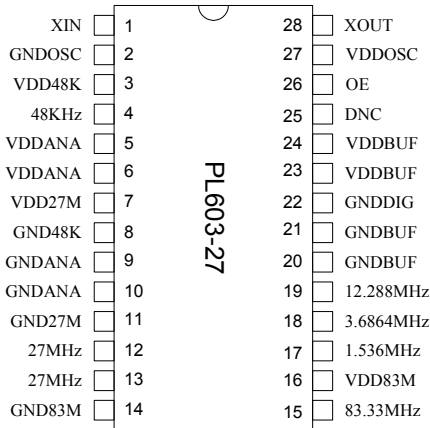 XIN 1 28 XOUT
GNDOSC 2 27 VDDOSC
VDD48K 3 26 OE
48KHz 4 25 DNC
VDDANA 5 24 VDDBUF
VDDANA 6 23 VDDBUF
VDD27M 7 22 GNDDIG
GND48K 8 21 GNDBUF
GNDANA 9 20 GNDBUF
GNDANA 10 19 12.288MHz
GND27M 11 18 3.6864MHz
27MHz 12 17 1.536MHz
27MHz 13 16 VDD83M
GND83M 14 15 83.33MHz
PL603-27